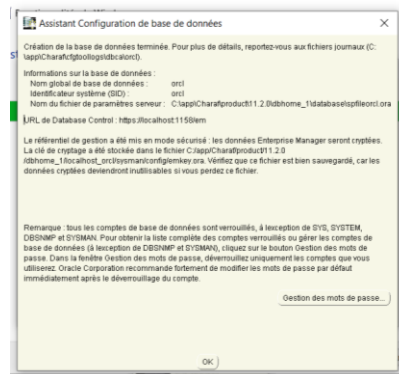 Assistant Configuration de base de données
Création de la base de données terminée. Pour plus de détails, reportez-vous aux fichiers journaux (C:
\app\Charaf\cfgtoollogs\dbca\orcl).
Informations sur la base de données :
Nom global de base de données : orcl
Identificateur système (SID) : orcl
Nom du fichier de paramètres serveur : C:\app\Charaf\product\11.2.0\dbhome_1\database\spfileorcl.ora
URL de Database Control : https://localhost:1158/em
Le référentiel de gestion a été mis en mode sécurisé : les données Enterprise Manager seront cryptées.
La clé de cryptage a été stockée dans le fichier C:/app/Charaf/product/11.2.0
/dbhome_1/localhost_orcl/sysman/config/emkey.ora. Vérifiez que ce fichier est bien sauvegardé, car les
données cryptées deviendront inutilisables si vous perdez ce fichier.
Remarque : tous les comptes de base de données sont verrouillés, à lexception de SYS, SYSTEM,
DBSNMP et SYSMAN. Pour obtenir la liste complète des comptes verrouillés ou gérer les comptes de
base de données (à lexception de DBSNMP et SYSMAN), cliquez sur le bouton Gestion des mots de
passe. Dans la fenêtre Gestion des mots de passe, déverrouillez uniquement les comptes que vous
utiliserez. Oracle Corporation recommande fortement de modifier les mots de passe par défaut
immédiatement après le déverrouillage du compte.
Gestion des mots de passe...
OK